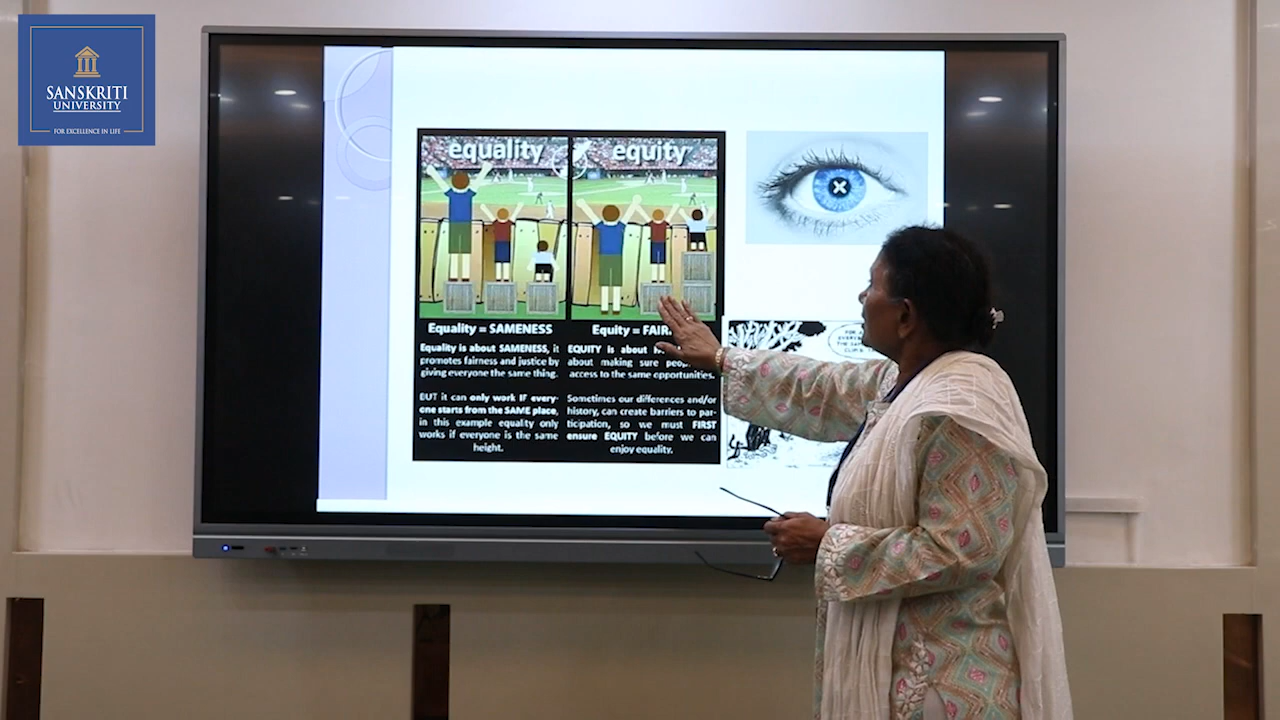 SANSKRITI
UNIVERSITY
FOR EXCELLENCE IN LIFE
equality
equity
Equality = SAMENESS
Equality is about SAMENESS, it
promotes fairness and justice by
giving everyone the same thing.
BUT it can only work IF every-
one starts from the SAME place,
in this example equality only
works if everyone is the same
height.
Equity =
EQUITY is about
about making sure
access to the same opportunities.
Sometimes our differences and/or
history, can create barriers to par-
ticipation, so we must FIRST
ensure EQUITY before we can
enjoy equality.